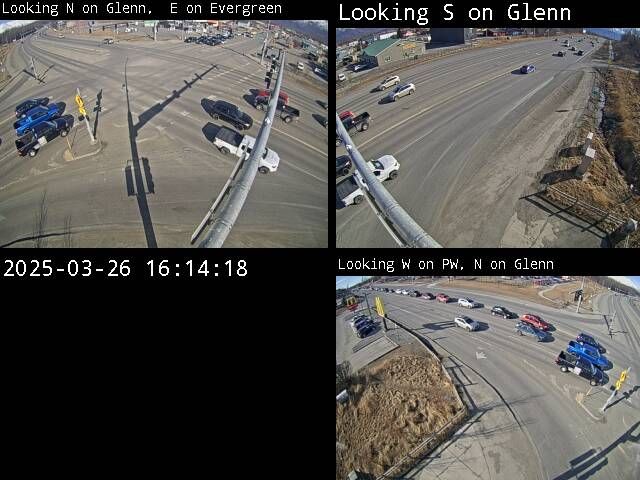 Looking N on Glenn, E on Evergreen
Looking S on Glenn
2025-03-26 16:14:18
Looking W on PW, N on Glenn